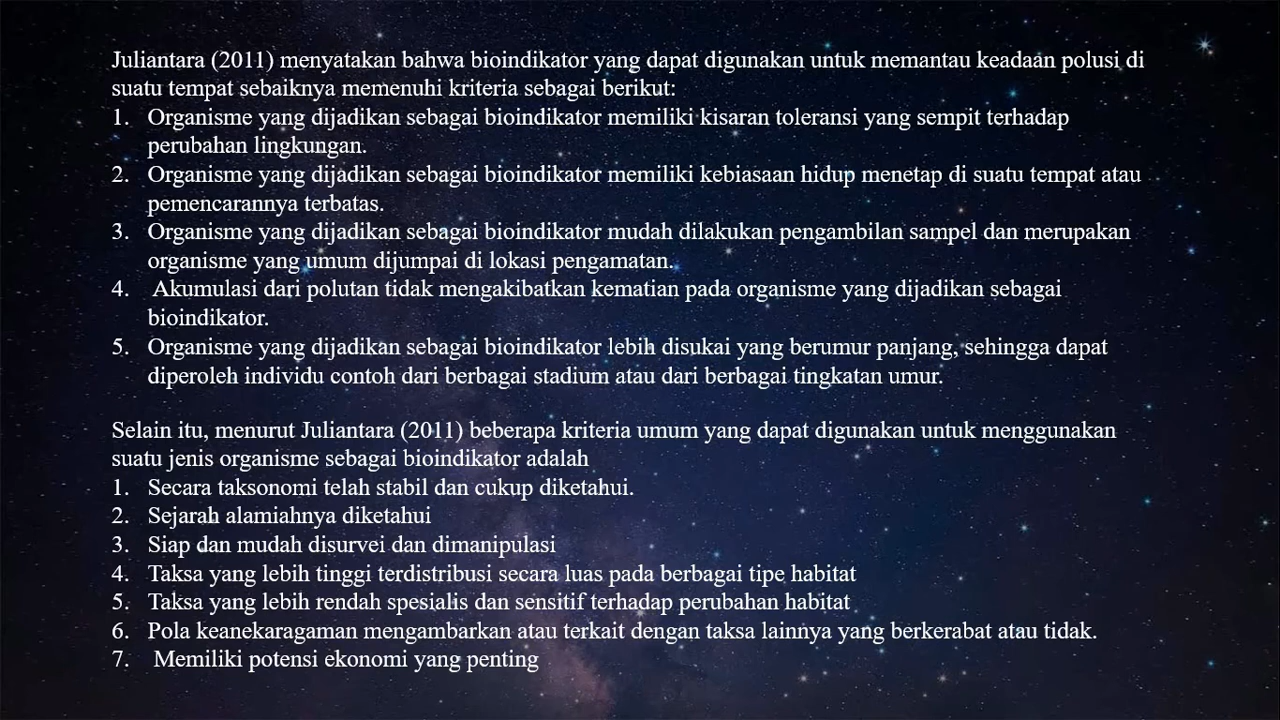 Juliantara (2011) menyatakan bahwa bioindikator yang dapat digunakan untuk memantau keadaan polusi di
suatu tempat sebaiknya memenuhi kriteria sebagai berikut:
1. Organisme yang dijadikan sebagai bioindikator memiliki kisaran toleransi yang sempit terhadap
perubahan lingkungan.
2. Organisme yang dijadikan sebagai bioindikator memiliki kebiasaan hidup menetap di suatu tempat atau
pemencarannya terbatas.
3. Organisme yang dijadikan sebagai bioindikator mudah dilakukan pengambilan sampel dan merupakan
organisme yang umum dijumpai di lokasi pengamatan.
4. Akumulasi dari polutan tidak mengakibatkan kematian pada organisme yang dijadikan sebagai
bioindikator.
5. Organisme yang dijadikan sebagai bioindikator lebih disukai yang berumur panjang, sehingga dapat
diperoleh individu contoh dari berbagai stadium atau dari berbagai tingkatan umur.
Selain itu, menurut Juliantara (2011) beberapa kriteria umum yang dapat digunakan untuk menggunakan
suatu jenis organisme sebagai bioindikator adalah
1. Secara taksonomi telah stabil dan cukup diketahui.
2. Sejarah alamiahnya diketahui
3. Siap dan mudah disurvei dan dimanipulasi
4. Taksa yang lebih tinggi terdistribusi secara luas pada berbagai tipe habitat
5. Taksa yang lebih rendah spesialis dan sensitif terhadap perubahan habitat
6. Pola keanekaragaman mengambarkan atau terkait dengan taksa lainnya yang berkerabat atau tidak.
7. Memiliki potensi ekonomi yang penting